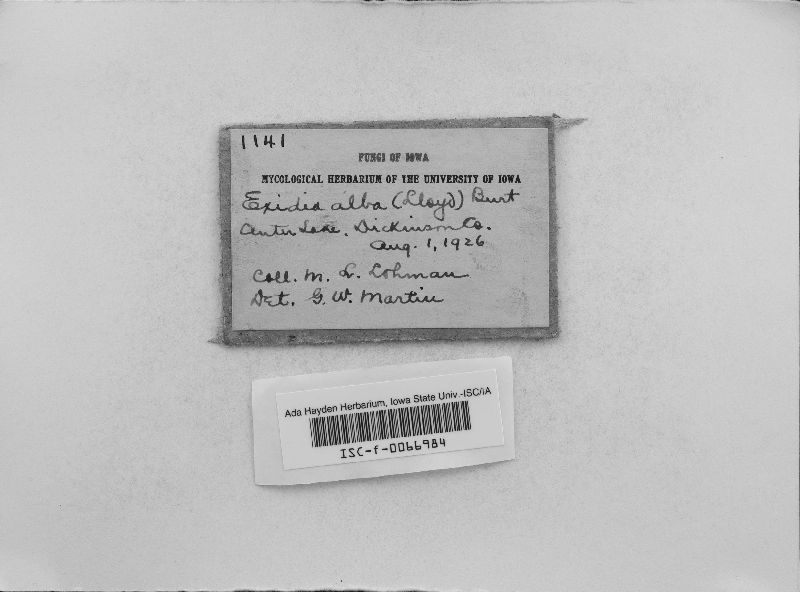 1141
FUNGI OF IOWA
MYCOLOGICAL HERBARIUM OF THE UNIVERSITY OF IOWA
Exidia alba (Lloyd) Burt
Center Lake, Dickinson Co.
Aug. 1, 1926
Coll. M. L. Lohman
Det. G. W. Martin
Ada Hayden Herbarium, Iowa State Univ.-ISC/IA
ISC-f-0066984